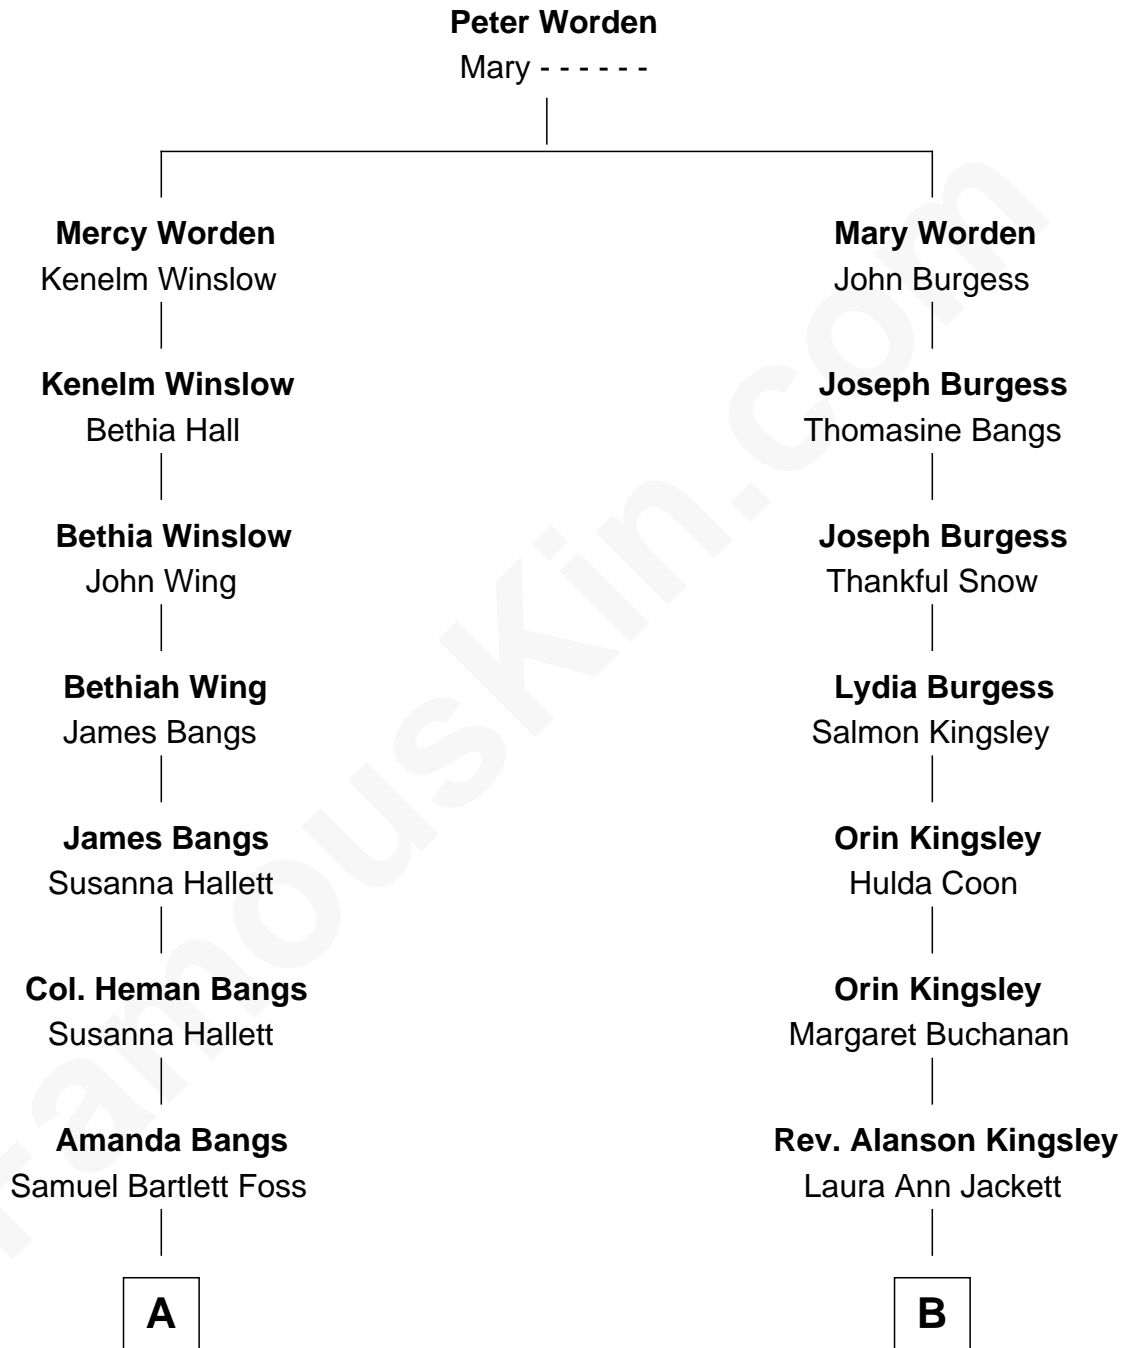 Peter Worden
Mary - - - - - -
Mercy Worden
Kenelm Winslow
Mary Worden
John Burgess
Kenelm Winslow
Bethia Hall
Joseph Burgess
Thomasine Bangs
Bethia Winslow
John Wing
Joseph Burgess
Thankful Snow
Bethiah Wing
James Bangs
Lydia Burgess
Salmon Kingsley
James Bangs
Susanna Hallett
Orin Kingsley
Hulda Coon
Col. Heman Bangs
Susanna Hallett
Orin Kingsley
Margaret Buchanan
Amanda Bangs
Samuel Bartlett Foss
Rev. Alanson Kingsley
Laura Ann Jackett
A
B
FamousKin.com